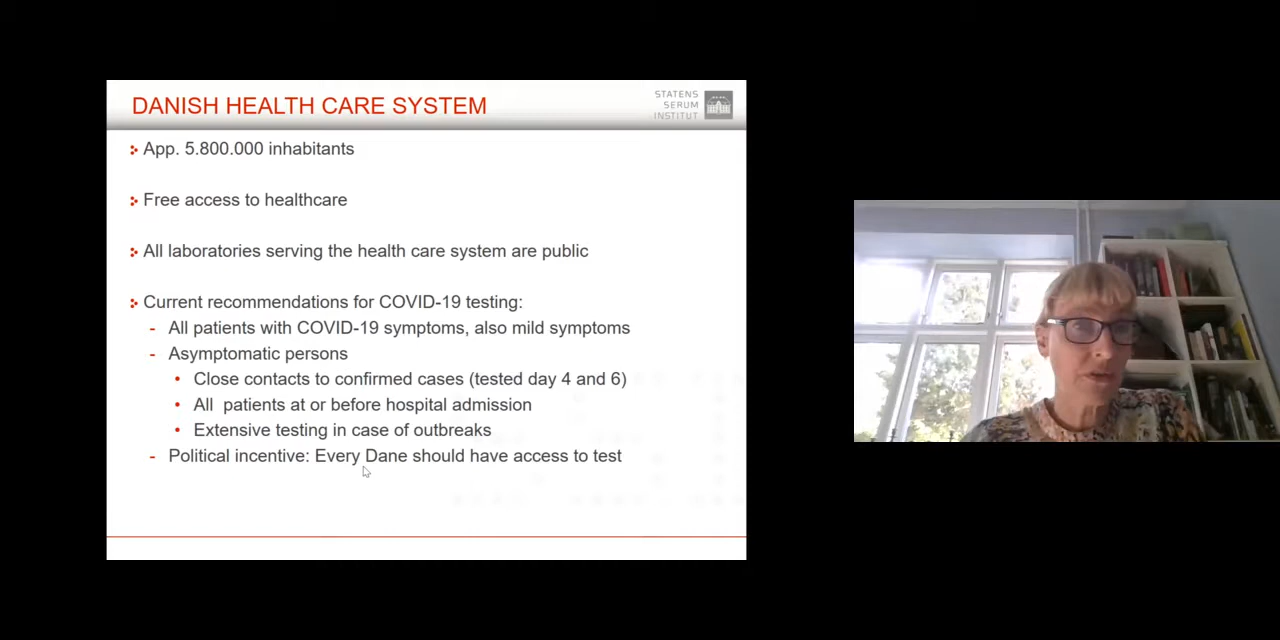 DANISH HEALTH CARE SYSTEM
STATENS
SERUM
INSTITUT
App. 5.800.000 inhabitants
Free access to healthcare
All laboratories serving the health care system are public
Current recommendations for COVID-19 testing:
- All patients with COVID-19 symptoms, also mild symptoms
- Asymptomatic persons
• Close contacts to confirmed cases (tested day 4 and 6)
• All patients at or before hospital admission
• Extensive testing in case of outbreaks
- Political incentive: Every Dane should have access to test